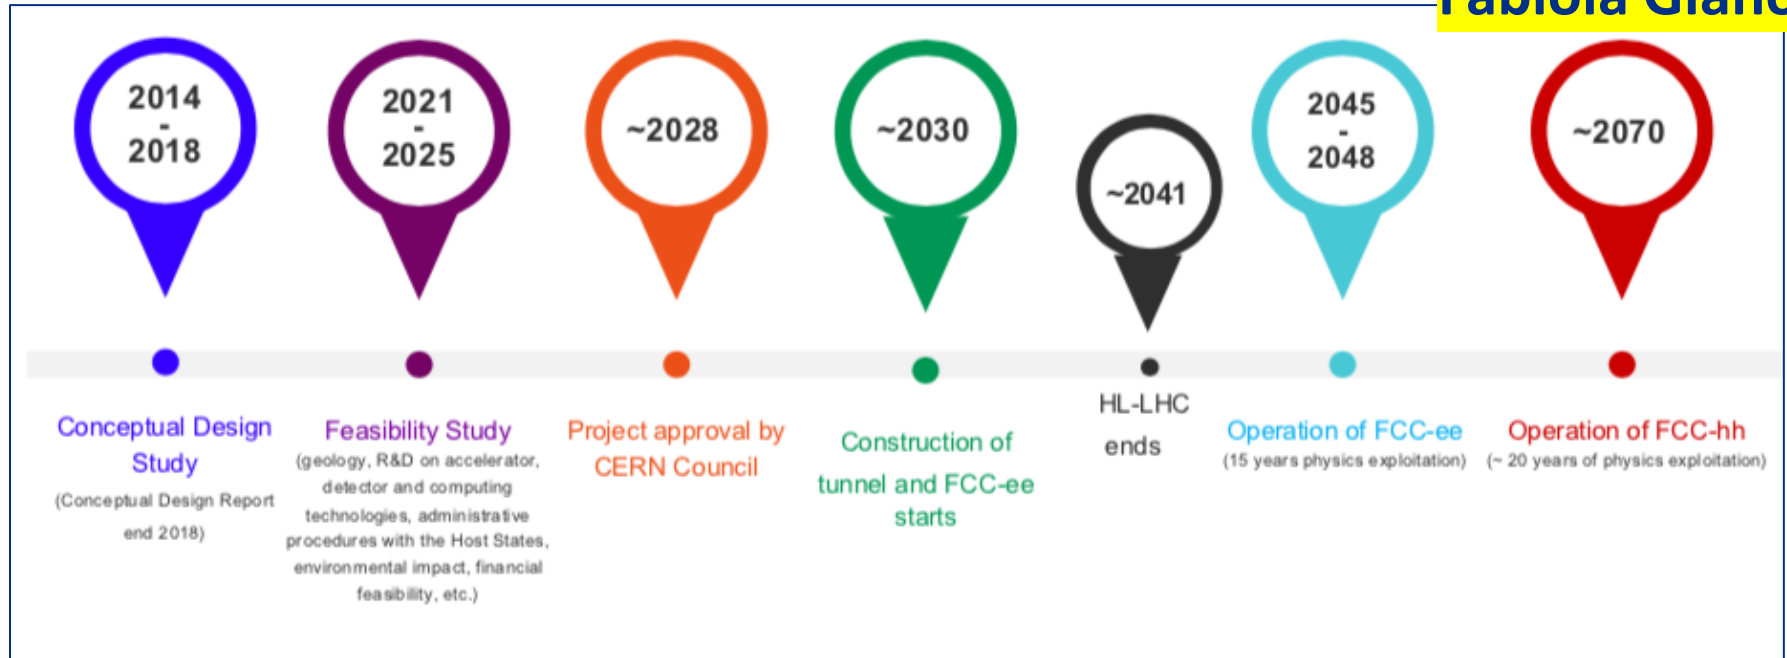 Fabiola
2014
-
2018
2021
-
2025
~2028
~2030
~2041
2045
-
2048
~2070
Conceptual Design
Study
(Conceptual Design Report
end 2018)
Feasibility Study
(geology, R&D on accelerator,
detector and computing
technologies, administrative
procedures with the Host States,
environmental impact, financial
feasibility, etc.)
Project approval by
CERN Council
Construction of
tunnel and FCC-ee
starts
HL-LHC
ends
Operation of FCC-ee
(15 years physics exploitation)
Operation of FCC-hh
(~ 20 years of physics exploitation)